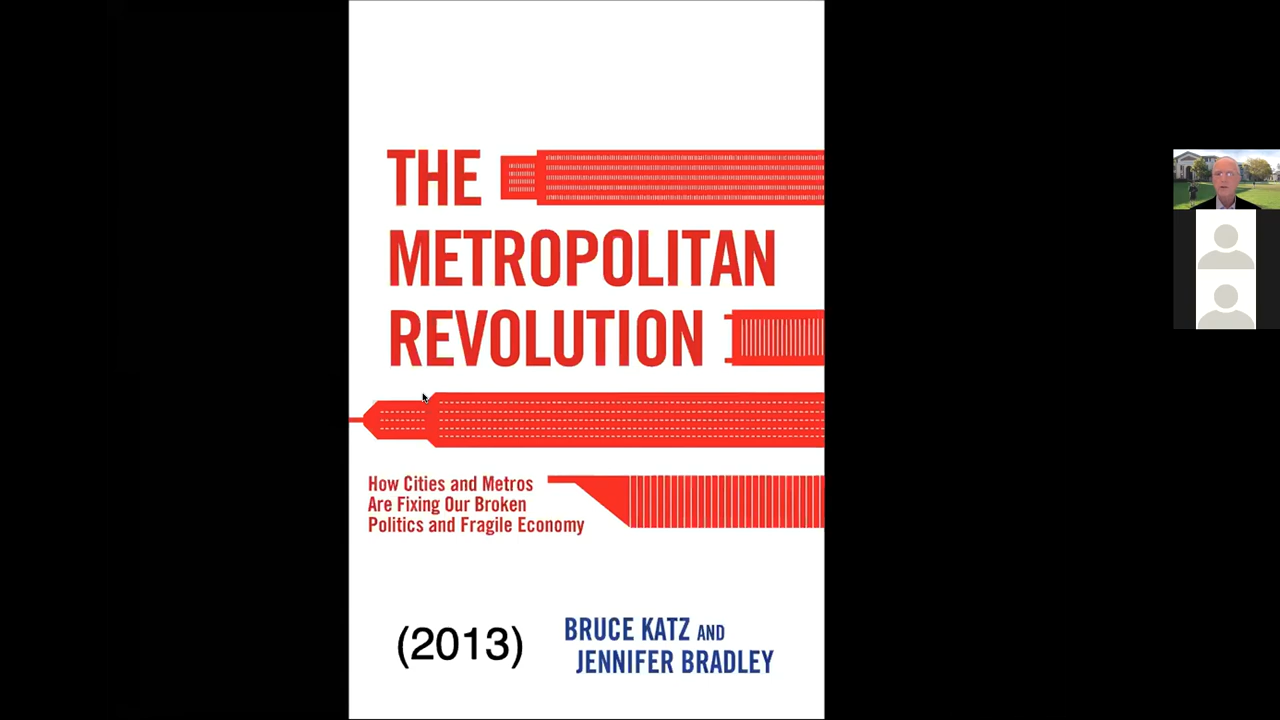 THE
METROPOLITAN
REVOLUTION
How Cities and Metros
Are Fixing Our Broken
Politics and Fragile Economy
(2013)
BRUCE KATZ AND
JENNIFER BRADLEY